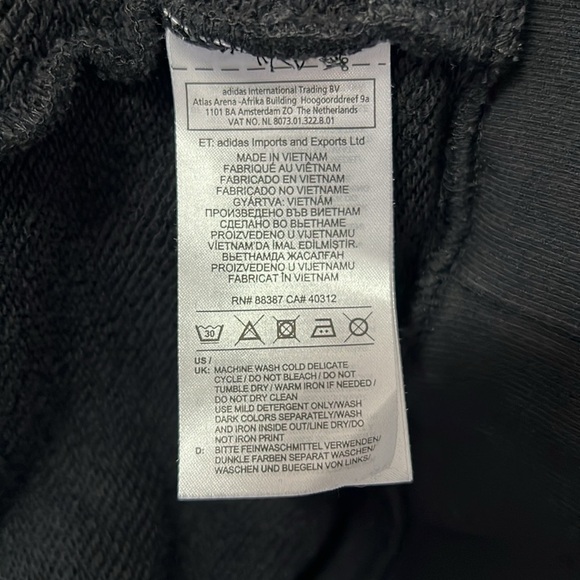 adidas International Trading BV
Atlas Arena -Afrika Building Hoogoorddreef 9a
1101 BA Amsterdam ZO The Netherlands
VAT NO. NL 8073.01.322.B.01
ET: adidas Imports and Exports Ltd
MADE IN VIETNAM
FABRIQUÉ AU VIÊTNAM
FABRICADO EN VIETNAM
FABRICADO NO VIETNAME
GYÁRTVA: VIETNÁM
ПРОИЗВЕДЕНО ВЪВ ВИЕТНАМ
СДЕЛАНО ВО ВЬЕТНАМЕ
PROIZVEDENO U VIJETNAMU
VİETNAM'DA İMAL EDİLMİŞTİR.
ВЬЕТНАМДА ЖАСАЛҒАН
PROIZVEDENO U VIJETNAMU
FABRICAT ÎN VIETNAM
RN# 88387 CA# 40312
30
US /
UK: MACHINE WASH COLD DELICATE
CYCLE / DO NOT BLEACH / DO NOT
TUMBLE DRY / WARM IRON IF NEEDED /
DO NOT DRY CLEAN
USE MILD DETERGENT ONLY/WASH
DARK COLORS SEPARATELY/WASH
AND IRON INSIDE OUT/LINE DRY/DO
NOT IRON PRINT
D: BITTE FEINWASCHMITTEL VERWENDEN/
DUNKLE FARBEN SEPARAT WASCHEN/
WASCHEN UND BUEGELN VON LINKS/